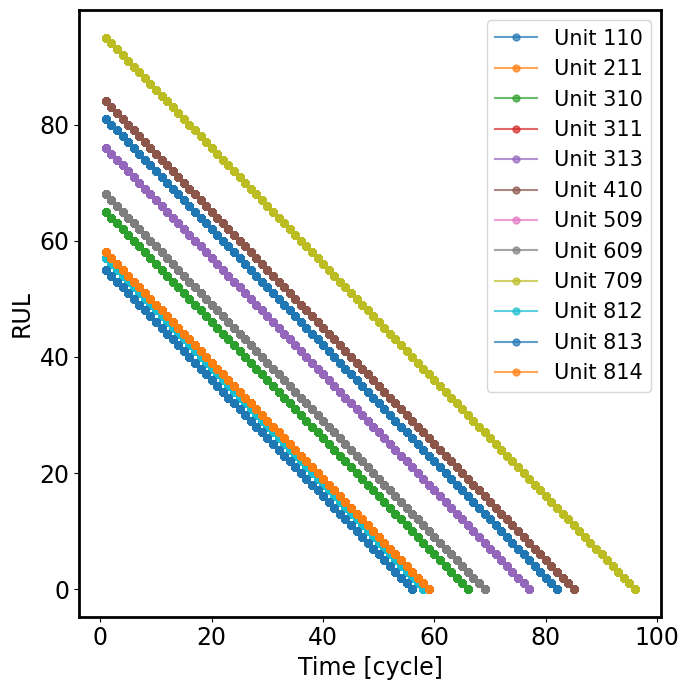 Unit 110
Unit 211
Unit 310
Unit 311
Unit 313
Unit 410
Unit 509
Unit 609
Unit 709
Unit 812
Unit 813
Unit 814
RUL
80
60
40
20
0
0 20 40 60 80 100
Time [cycle]